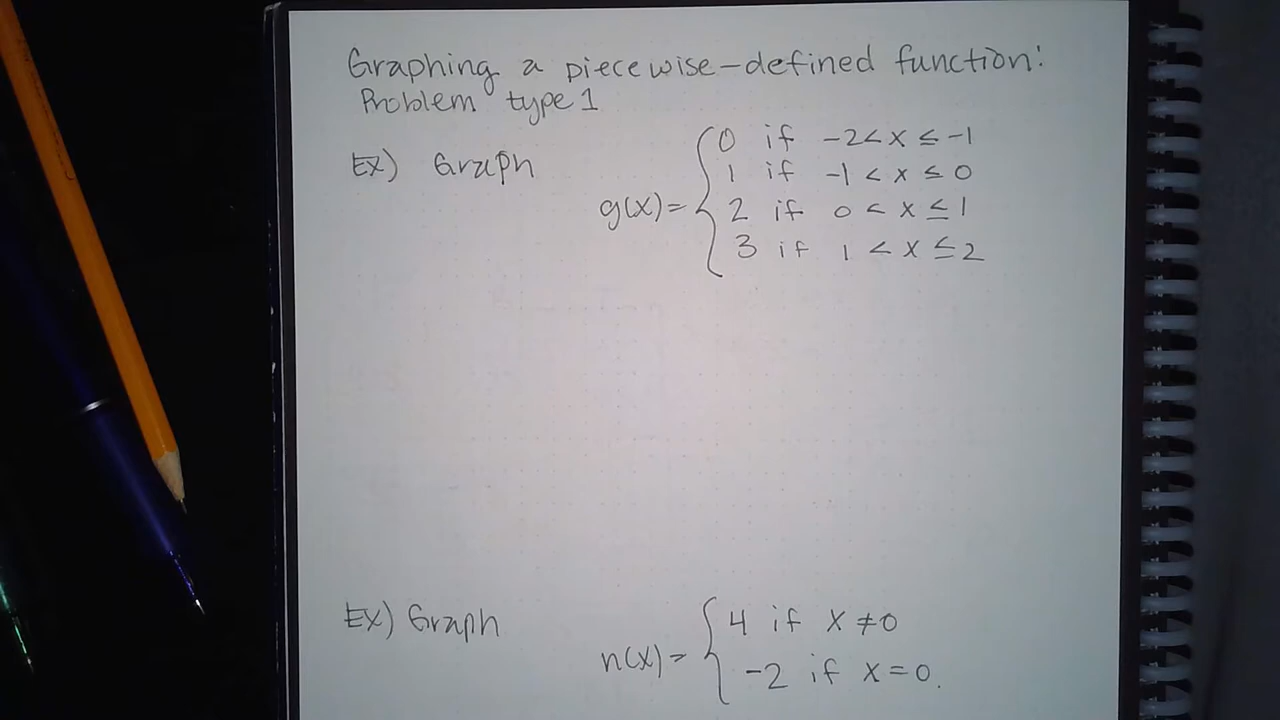 Graphing a piecewise-defined function:
Problem type 1
Ex) Graph
g(x)= { 0 if -2<x≤-1
1 if -1<x≤0
2 if 0<x≤1
3 if 1<x≤2
Ex) Graph
n(x)= { 4 if x≠0
-2 if x=0.